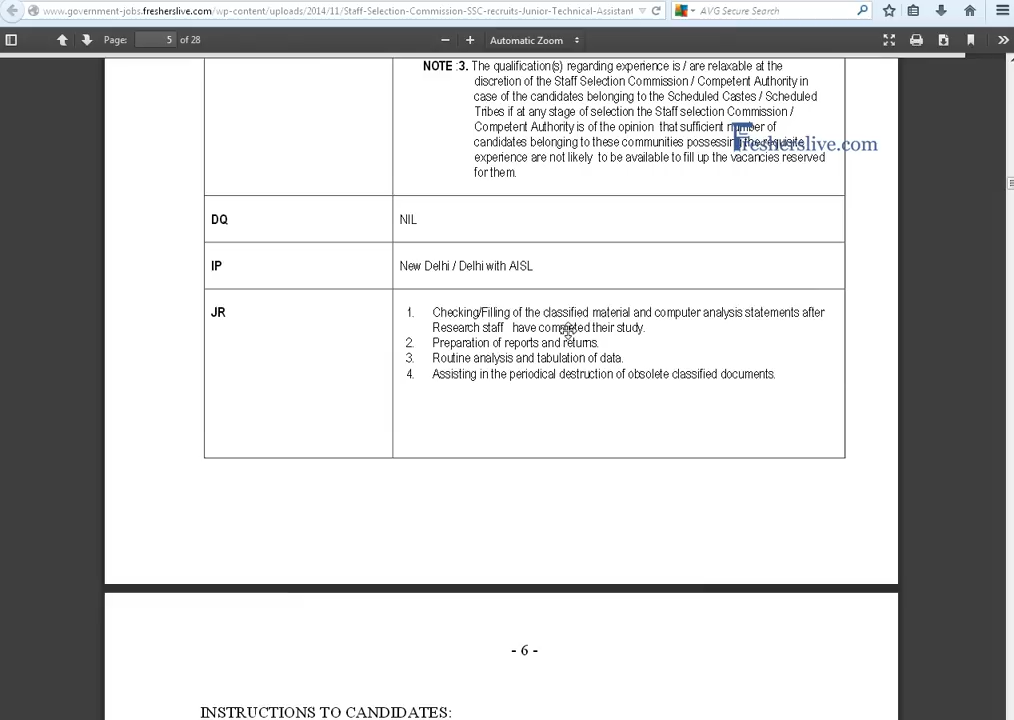 www.government-jobs.fresherslive.com/wp-content/uploads/2014/11/Staff-Selection-Commission-SSC-recruits-Junior-Technical-Assistant
AVG Secure Search
Page: 5 of 28
Automatic Zoom
NOTE :3. The qualification(s) regarding experience is / are relaxable at the
discretion of the Staff Selection Commission / Competent Authority in
case of the candidates belonging to the Scheduled Castes / Scheduled
Tribes if at any stage of selection the Staff selection Commission /
Competent Authority is of the opinion that sufficient number of
candidates belonging to these communities possessing the requisite
experience are not likely to be available to fill up the vacancies reserved
for them.
Fresherslive.com
DQ NIL
IP New Delhi / Delhi with AISL
JR 1. Checking/Filling of the classified material and computer analysis statements after
Research staff have completed their study.
2. Preparation of reports and returns.
3. Routine analysis and tabulation of data.
4. Assisting in the periodical destruction of obsolete classified documents.
- 6 -
INSTRUCTIONS TO CANDIDATES: